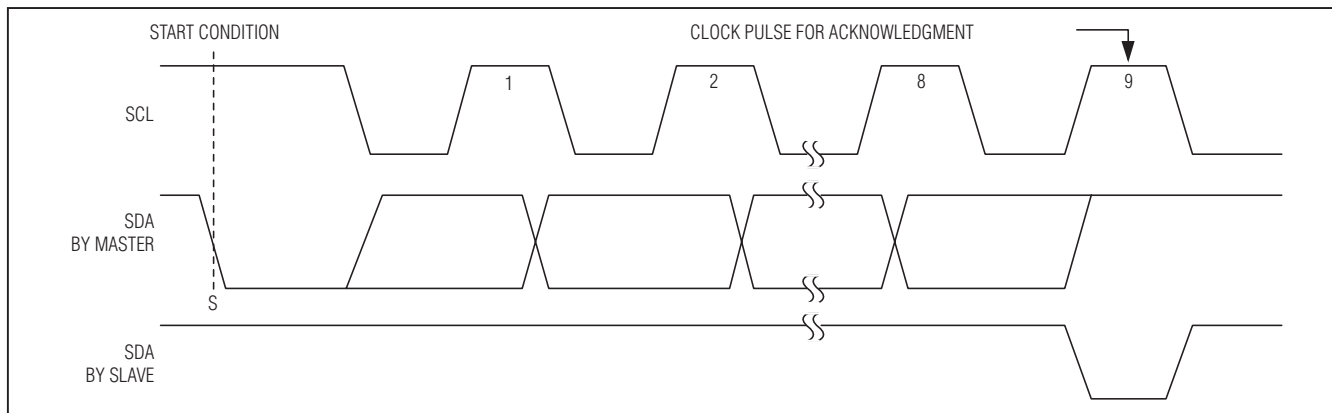 START CONDITION
CLOCK PULSE FOR ACKNOWLEDGMENT
SCL
1
2
8
9
SDA
BY MASTER
S
SDA
BY SLAVE